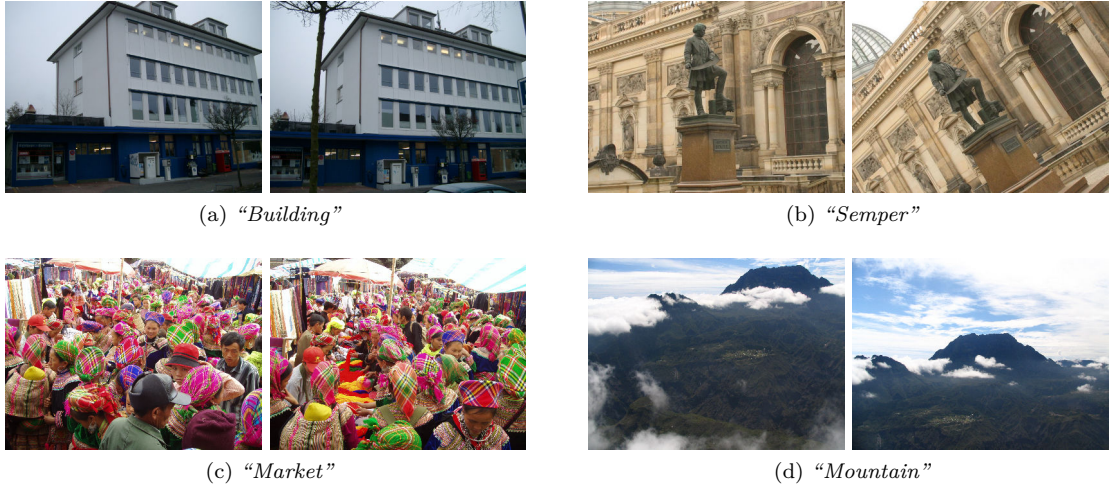 (a) “Building”
(b) “Semper”
(c) “Market”
(d) “Mountain”